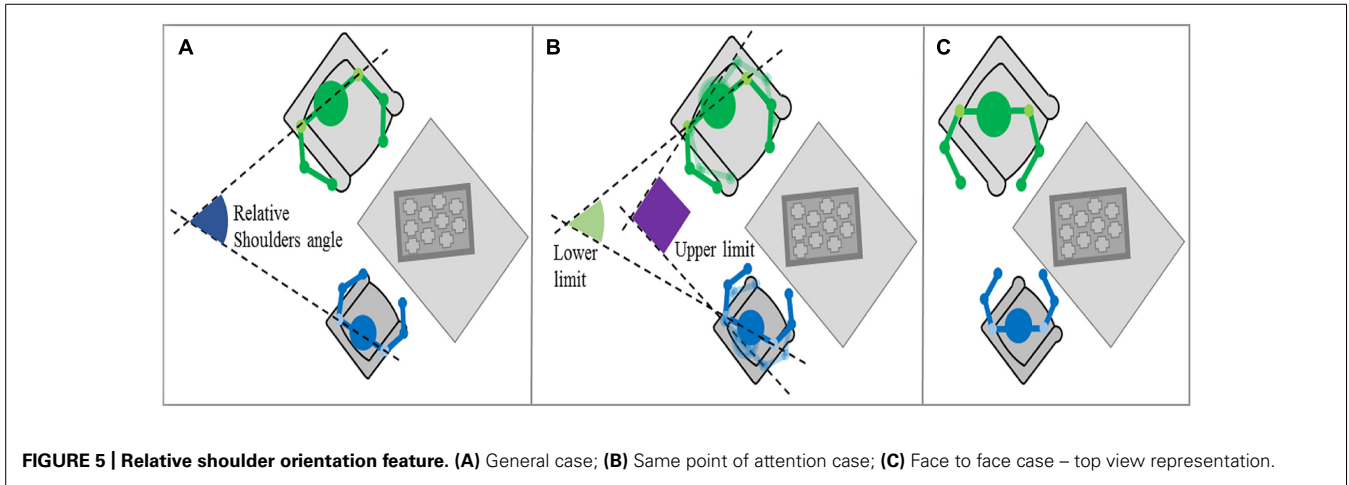 A
B
C
Relative
Shoulders angle
Lower
limit
Upper limit
FIGURE 5 | Relative shoulder orientation feature. (A) General case; (B) Same point of attention case; (C) Face to face case – top view representation.